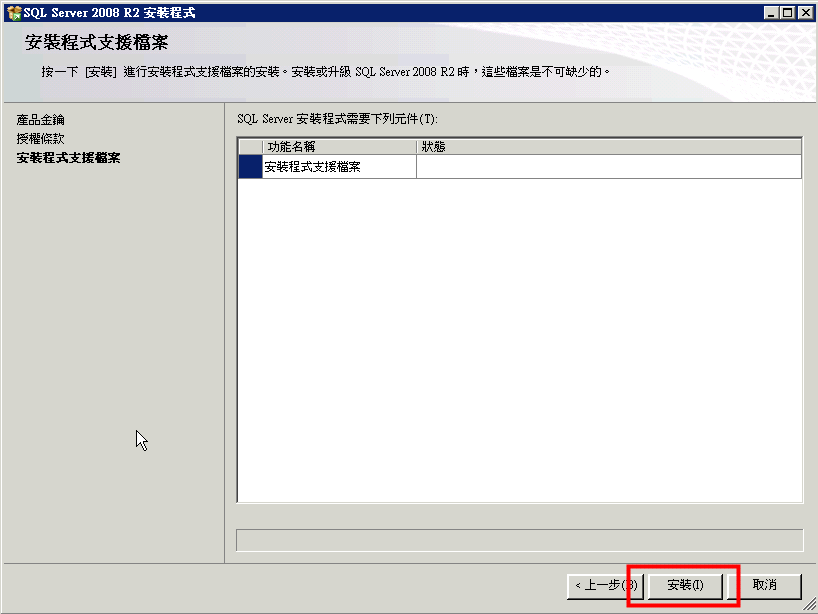 SQL Server 2008 R2 安裝程式
安裝程式支援檔案
按一下 [安裝] 進行安裝程式支援檔案的安裝。安裝或升級 SQL Server 2008 R2 時，這些檔案是不可缺少的。
產品金鑰
授權條款
安裝程式支援檔案
SQL Server 安裝程式需要下列元件(T):
功能名稱 狀態
安裝程式支援檔案
< 上一步(B) 安裝(I) 取消